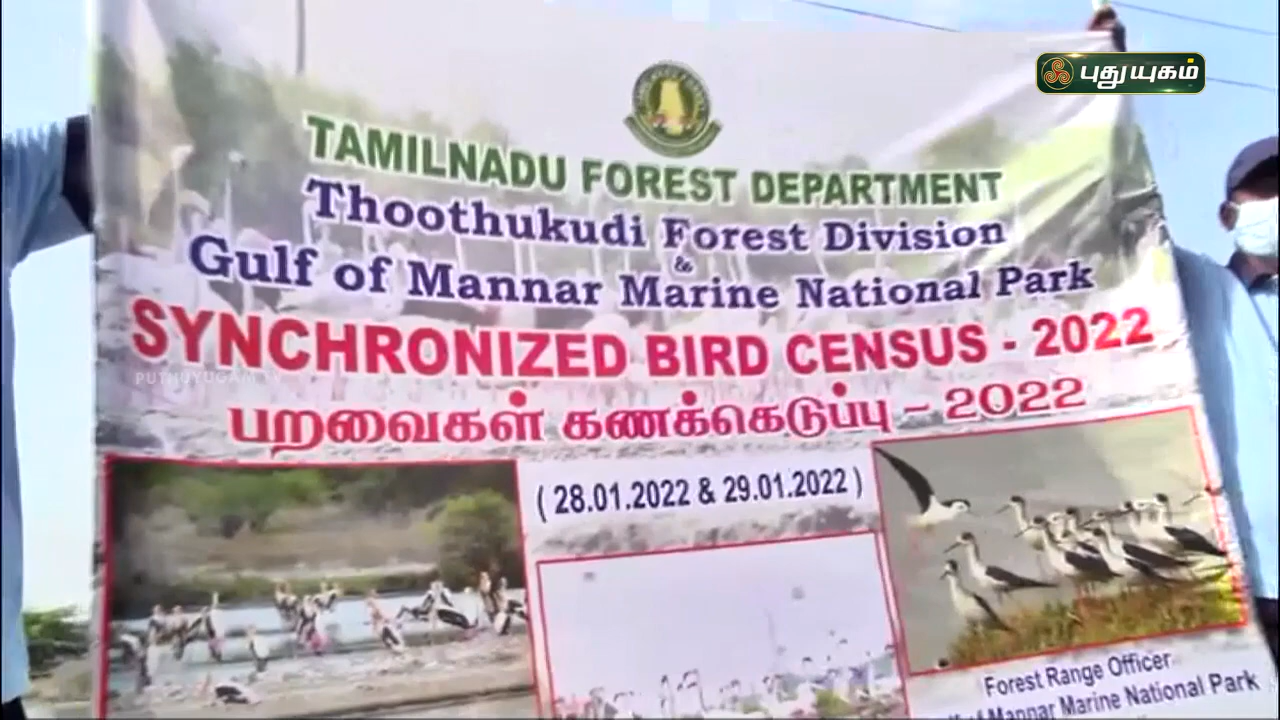 புதுயுகம்
TAMILNADU FOREST DEPARTMENT
Thoothukudi Forest Division
&
Gulf of Mannar Marine National Park
SYNCHRONIZED BIRD CENSUS - 2022
PUTHUYUGAM TV
பறவைகள் கணக்கெடுப்பு - 2022
( 28.01.2022 & 29.01.2022 )
Forest Range Officer
Mannar Marine National Park